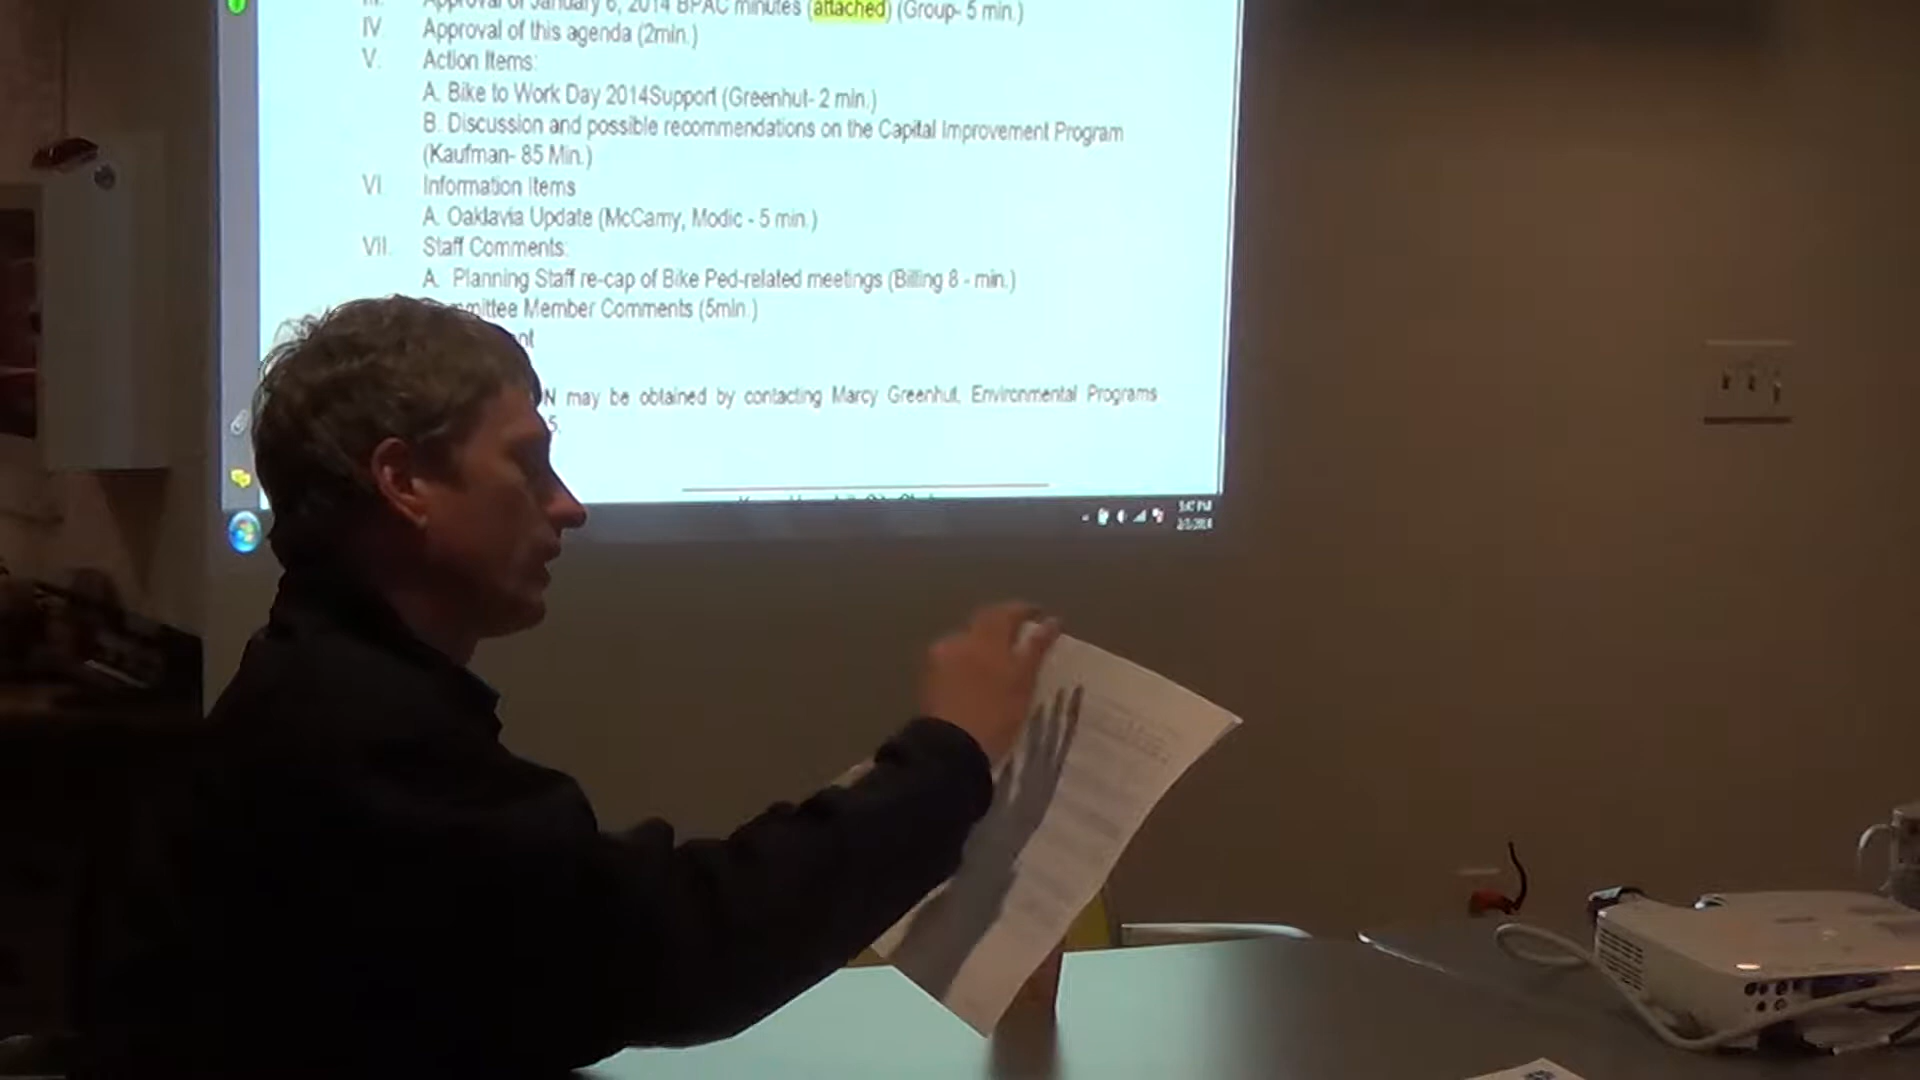 Approval of January 6, 2014 BPAC minutes (attached) (Group- 5 min.)
IV. Approval of this agenda (2min.)
V. Action Items:
A. Bike to Work Day 2014Support (Greenhut- 2 min.)
B. Discussion and possible recommendations on the Capital Improvement Program
(Kaufman- 85 Min.)
VI. Information Items
A. Oaklavia Update (McCamy, Modic - 5 min.)
VII. Staff Comments:
A. Planning Staff re-cap of Bike Ped-related meetings (Billing 8 - min.)
mmittee Member Comments (5min.)
nt
N may be obtained by contacting Marcy Greenhut, Environmental Programs
5.